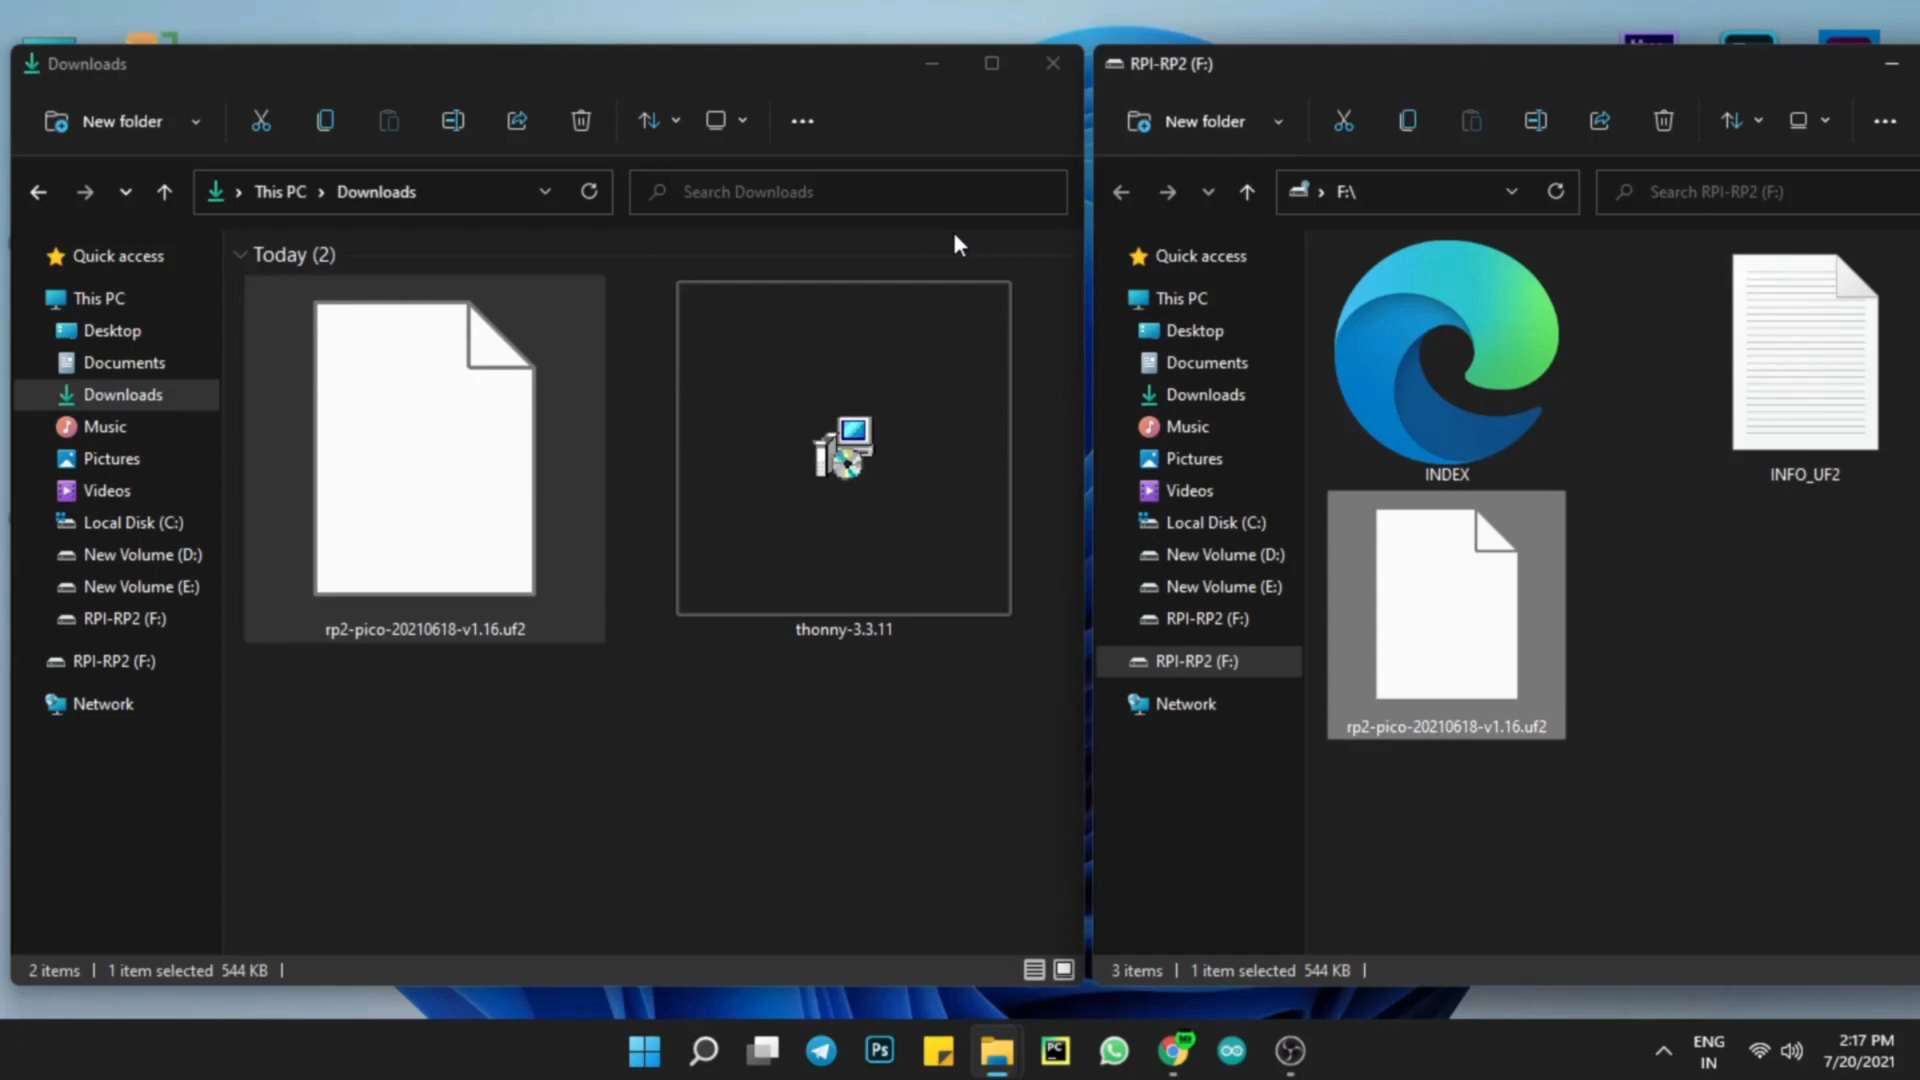 Downloads
New folder
This PC
Downloads
Search Downloads
Quick access
This PC
Desktop
Documents
Downloads
Music
Pictures
Videos
Local Disk (C:)
New Volume (D:)
New Volume (E:)
RPI-RP2 (F:)
RPI-RP2 (F:)
Network
Today (2)
rp2-pico-20210618-v1.16.uf2
thonny-3.3.11
2 items
1 item selected 544 KB
RPI-RP2 (F:)
New folder
F:\
Search RPI-RP2 (F:)
Quick access
This PC
Desktop
Documents
Downloads
Music
Pictures
Videos
Local Disk (C:)
New Volume (D:)
New Volume (E:)
RPI-RP2 (F:)
RPI-RP2 (F:)
Network
INDEX
INFO_UF2
rp2-pico-20210618-v1.16.uf2
3 items
1 item selected 544 KB
Ps
PC
ENG
IN
2:17 PM
7/20/2021